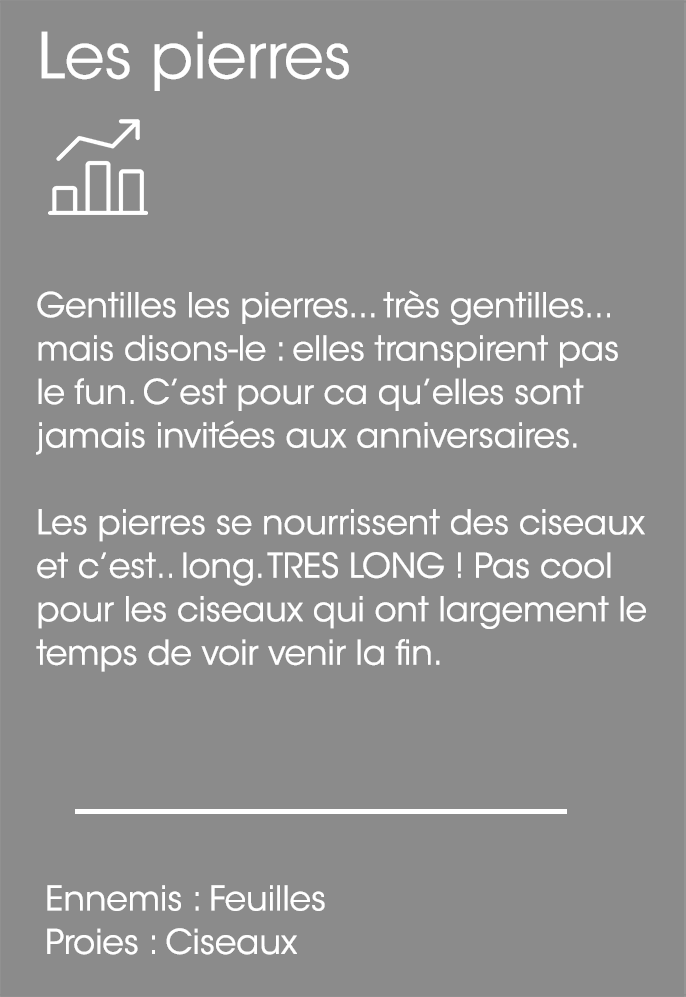 Les pierres
Gentilles les pierres... très gentilles...
mais disons-le : elles transpirent pas
le fun. C’est pour ca qu’elles sont
jamais invitées aux anniversaires.
Les pierres se nourrissent des ciseaux
et c’est.. long. TRES LONG ! Pas cool
pour les ciseaux qui ont largement le
temps de voir venir la fin.
Ennemis : Feuilles
Proies : Ciseaux